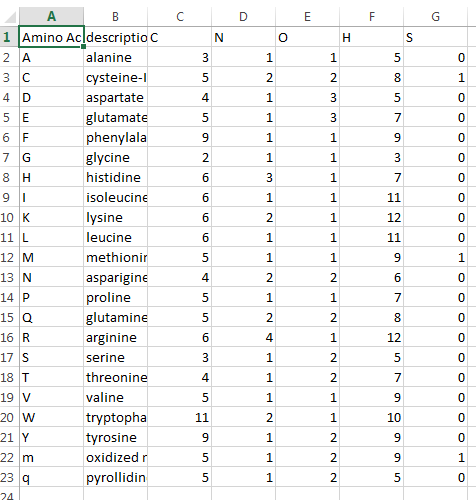 A B C D E F G
1 Amino Ac descriptio C N O H S
2 A alanine 3 1 1 5 0
3 C cysteine-I 5 2 2 8 1
4 D aspartate 4 1 3 5 0
5 E glutamate 5 1 3 7 0
6 F phenylala 9 1 1 9 0
7 G glycine 2 1 1 3 0
8 H histidine 6 3 1 7 0
9 I isoleucine 6 1 1 11 0
10 K lysine 6 2 1 12 0
11 L leucine 6 1 1 11 0
12 M methionin 5 1 1 9 1
13 N asparigine 4 2 2 6 0
14 P proline 5 1 1 7 0
15 Q glutamine 5 2 2 8 0
16 R arginine 6 4 1 12 0
17 S serine 3 1 2 5 0
18 T threonine 4 1 2 7 0
19 V valine 5 1 1 9 0
20 W tryptopha 11 2 1 10 0
21 Y tyrosine 9 1 2 9 0
22 m oxidized r 5 1 2 9 1
23 q pyrollidin 5 1 2 5 0
24